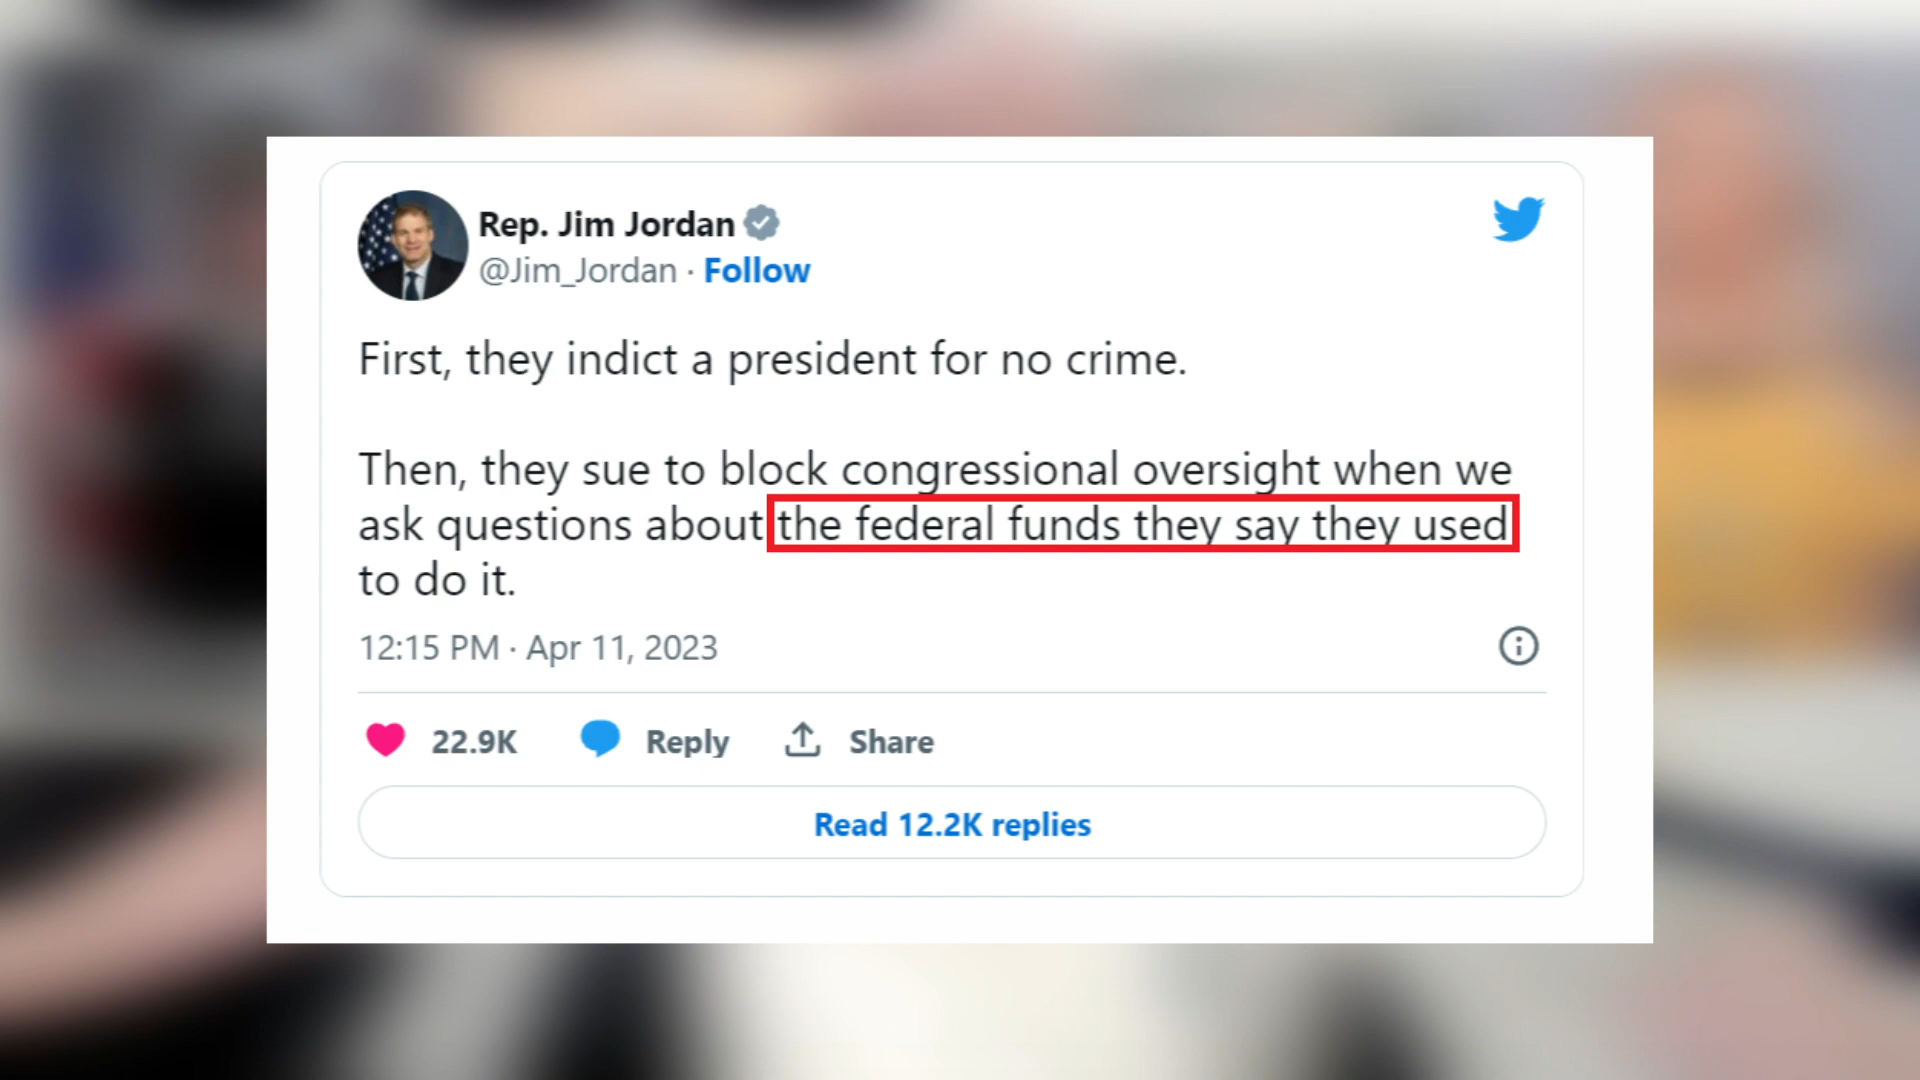 Rep. Jim Jordan
@Jim_Jordan · Follow
First, they indict a president for no crime.
Then, they sue to block congressional oversight when we
ask questions about the federal funds they say they used
to do it.
12:15 PM · Apr 11, 2023
22.9K Reply Share
Read 12.2K replies